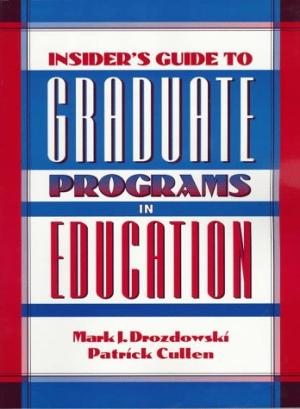 INSIDER'S GUIDE TO
GRADUATE
PROGRAMS
IN
EDUCATION
Mark J. Drozdowski
Patrick Cullen